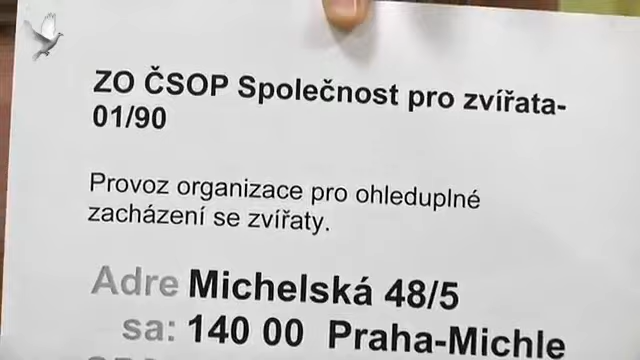 ZO ČSOP Společnost pro zvířata-
01/90
Provoz organizace pro ohleduplné
zacházení se zvířaty.
Adre Michelská 48/5
sa: 140 00 Praha-Michle